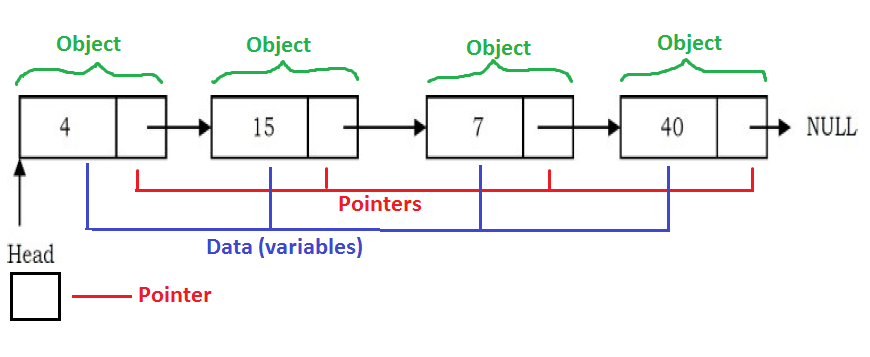 Object Object Object Object
4 15 7 40 NULL
Pointers
Data (variables)
Head
Pointer